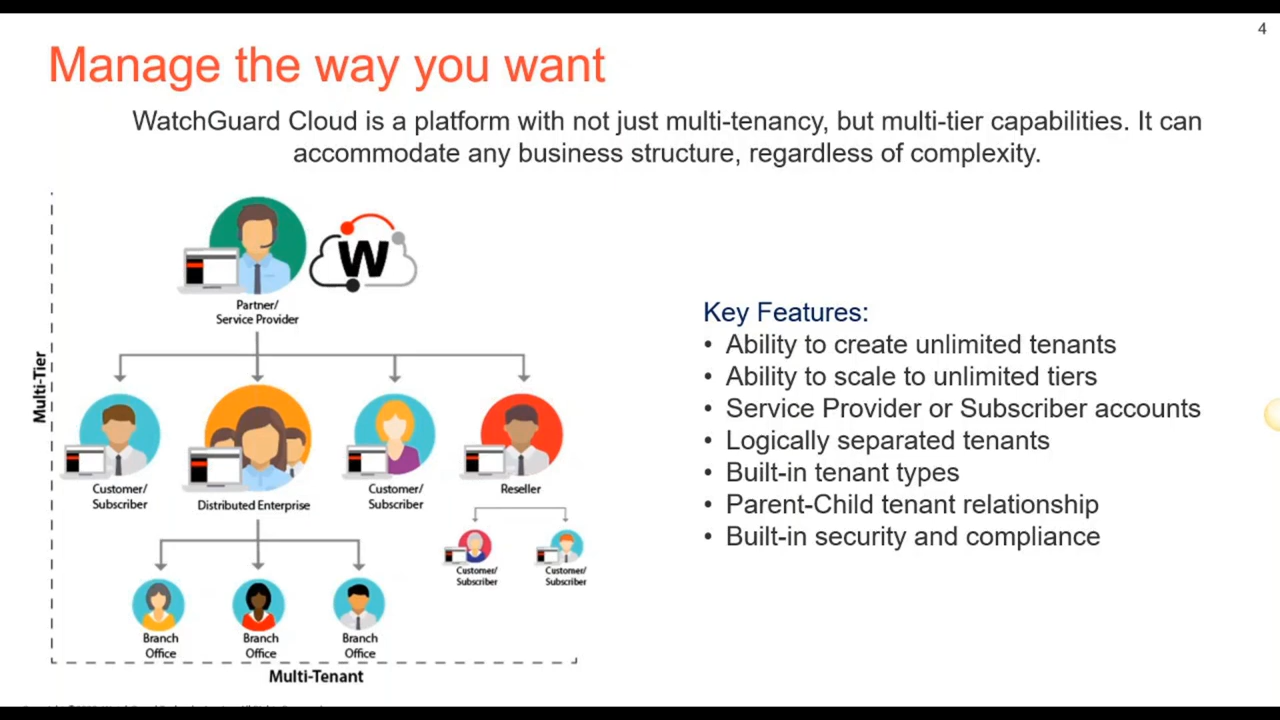 4
Manage the way you want
WatchGuard Cloud is a platform with not just multi-tenancy, but multi-tier capabilities. It can
accommodate any business structure, regardless of complexity.
W
Partner/
Service Provider
Multi-Tier
Customer/
Subscriber
Distributed Enterprise
Customer/
Subscriber
Reseller
Customer/
Subscriber
Customer/
Subscriber
Branch
Office
Branch
Office
Branch
Office
Multi-Tenant
Key Features:
• Ability to create unlimited tenants
• Ability to scale to unlimited tiers
• Service Provider or Subscriber accounts
• Logically separated tenants
• Built-in tenant types
• Parent-Child tenant relationship
• Built-in security and compliance